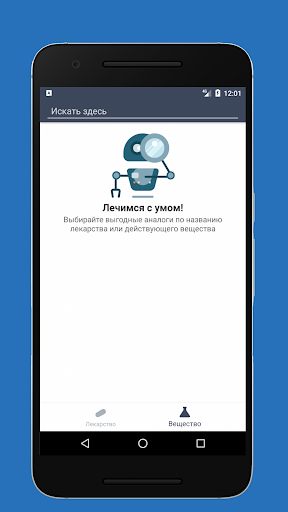 12:01
Искать здесь
Лечимся с умом!
Выбирайте выгодные аналоги по названию
лекарства или действующего вещества
Лекарство
Вещество